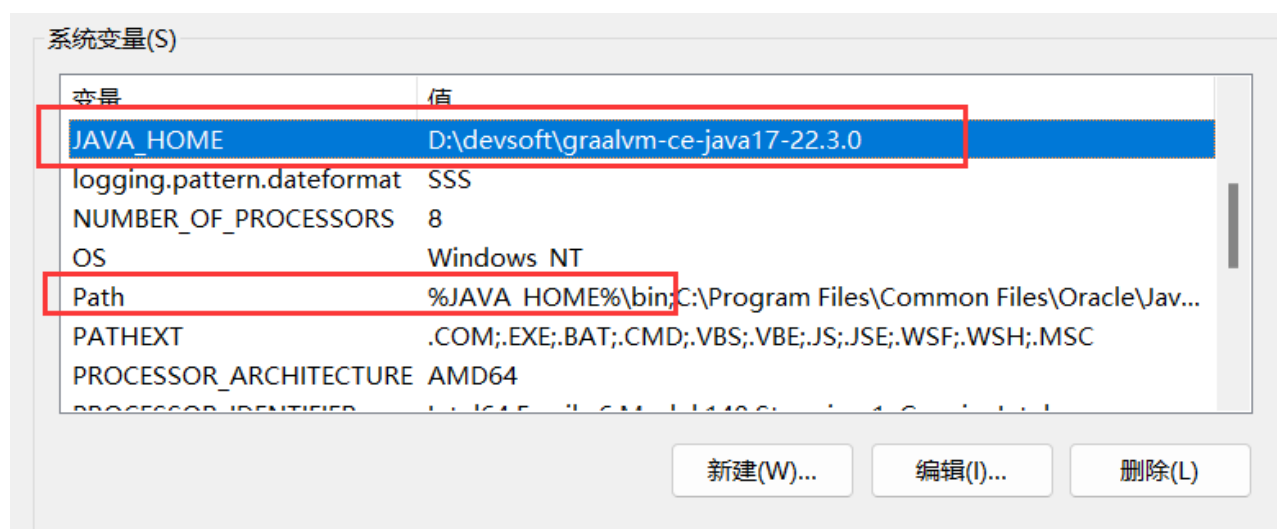 系统变量(S)
变量 值
JAVA_HOME D:\devsoft\graalvm-ce-java17-22.3.0
logging.pattern.dateformat SSS
NUMBER_OF_PROCESSORS 8
OS Windows_NT
Path %JAVA_HOME%\bin;C:\Program Files\Common Files\Oracle\Jav...
PATHEXT .COM;.EXE;.BAT;.CMD;.VBS;.VBE;.JS;.JSE;.WSF;.WSH;.MSC
PROCESSOR_ARCHITECTURE AMD64
PROCESSOR_IDENTIFIER
新建(W)... 编辑(I)... 删除(L)